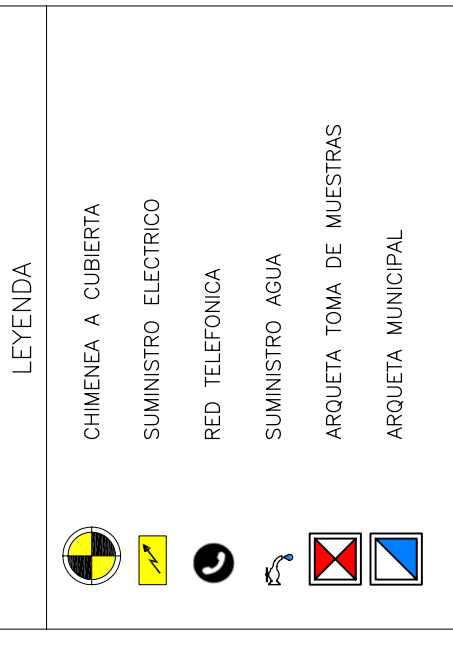 LEYENDA
CHIMENEA A CUBIERTA
SUMINISTRO ELECTRICO
RED TELEFONICA
SUMINISTRO AGUA
ARQUETA TOMA DE MUESTRAS
ARQUETA MUNICIPAL